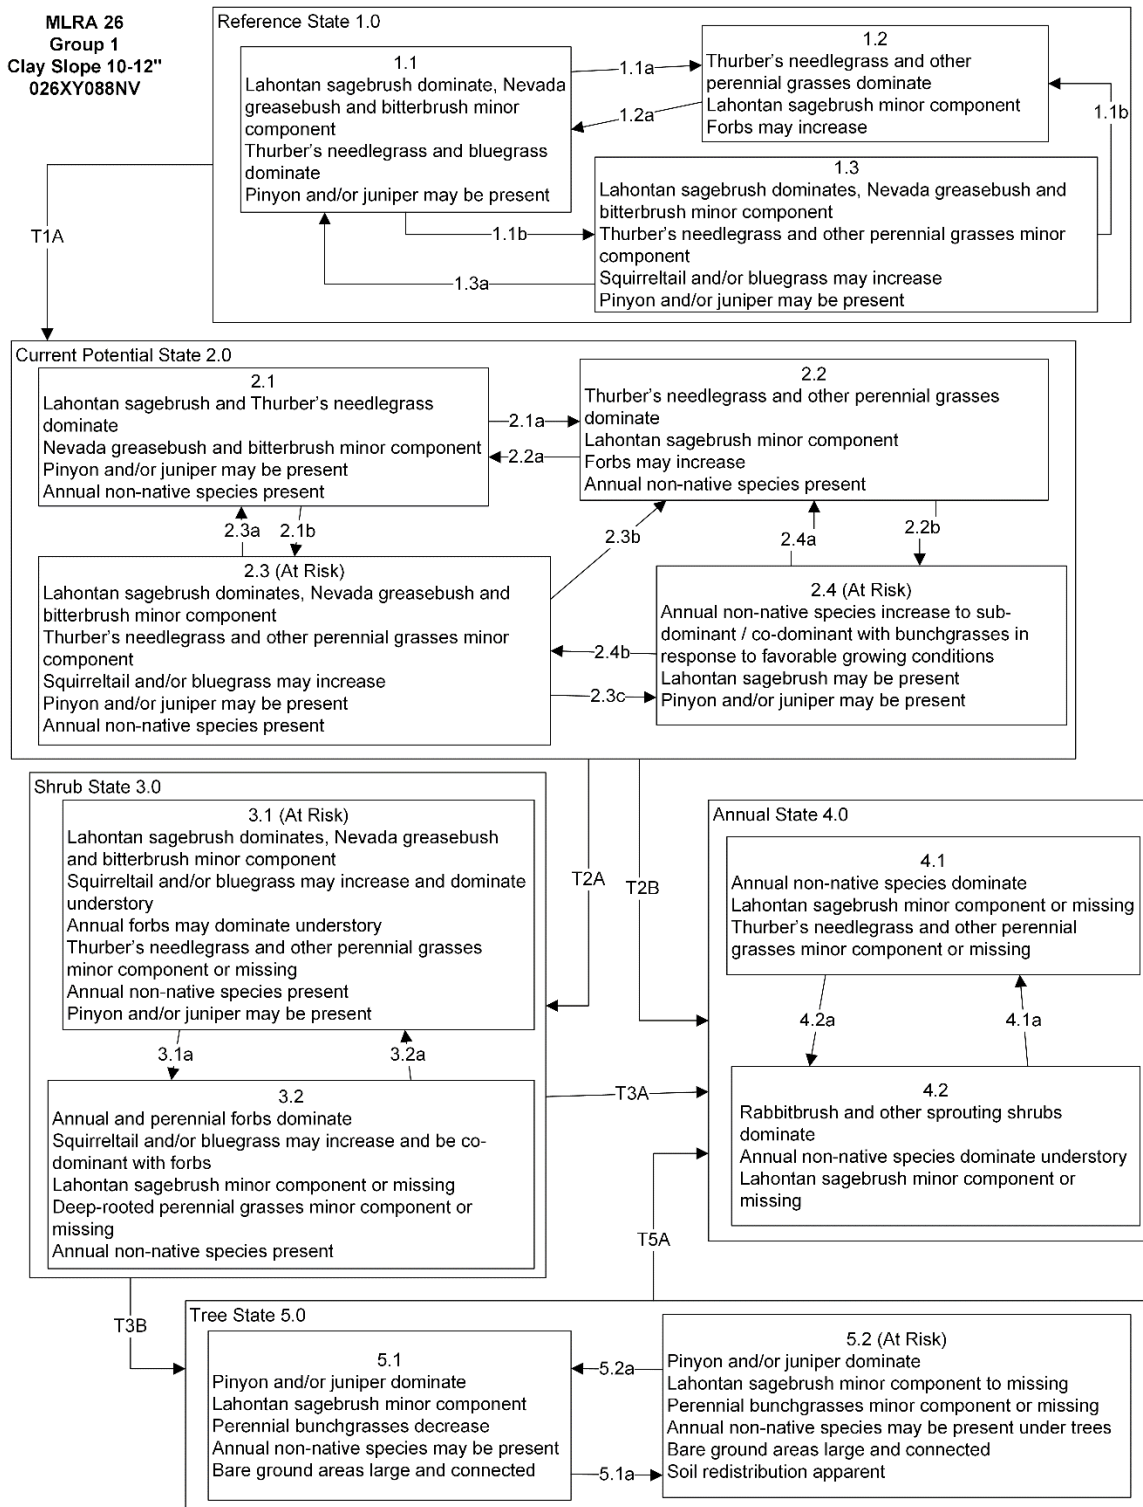 MLRA 26
Group 1
Clay Slope 10-12"
026XY088NV
Reference State 1.0
1.1
Lahontan sagebrush dominate, Nevada
greasebush and bitterbrush minor
component
Thurber's needlegrass and bluegrass
dominate
Pinyon and/or juniper may be present
1.1a
1.2a
1.2
Thurber's needlegrass and other
perennial grasses dominate
Lahontan sagebrush minor component
Forbs may increase
1.1b
1.3
Lahontan sagebrush dominates, Nevada greasebush and
bitterbrush minor component
Thurber's needlegrass and other perennial grasses minor
component
Squirreltail and/or bluegrass may increase
Pinyon and/or juniper may be present
1.1b
1.3a
T1A
Current Potential State 2.0
2.1
Lahontan sagebrush and Thurber's needlegrass
dominate
Nevada greasebush and bitterbrush minor component
Pinyon and/or juniper may be present
Annual non-native species present
2.1a
2.2a
2.2
Thurber's needlegrass and other perennial grasses
dominate
Lahontan sagebrush minor component
Forbs may increase
Annual non-native species present
2.3a
2.1b
2.3b
2.4a
2.2b
2.3 (At Risk)
Lahontan sagebrush dominates, Nevada greasebush and
bitterbrush minor component
Thurber's needlegrass and other perennial grasses minor
component
Squirreltail and/or bluegrass may increase
Pinyon and/or juniper may be present
Annual non-native species present
2.4b
2.3c
2.4 (At Risk)
Annual non-native species increase to sub-
dominant / co-dominant with bunchgrasses in
response to favorable growing conditions
Lahontan sagebrush may be present
Pinyon and/or juniper may be present
T2A
T2B
Shrub State 3.0
3.1 (At Risk)
Lahontan sagebrush dominates, Nevada greasebush
and bitterbrush minor component
Squirreltail and/or bluegrass may increase and dominate
understory
Annual forbs may dominate understory
Thurber's needlegrass and other perennial grasses
minor component or missing
Annual non-native species present
Pinyon and/or juniper may be present
3.1a
3.2a
3.2
Annual and perennial forbs dominate
Squirreltail and/or bluegrass may increase and be co-
dominant with forbs
Lahontan sagebrush minor component or missing
Deep-rooted perennial grasses minor component or
missing
Annual non-native species present
T3A
T3B
Annual State 4.0
4.1
Annual non-native species dominate
Lahontan sagebrush minor component or missing
Thurber's needlegrass and other perennial
grasses minor component or missing
4.2a
4.1a
4.2
Rabbitbrush and other sprouting shrubs
dominate
Annual non-native species dominate understory
Lahontan sagebrush minor component or
missing
T5A
Tree State 5.0
5.1
Pinyon and/or juniper dominate
Lahontan sagebrush minor component
Perennial bunchgrasses decrease
Annual non-native species may be present
Bare ground areas large and connected
5.2a
5.1a
5.2 (At Risk)
Pinyon and/or juniper dominate
Lahontan sagebrush minor component to missing
Perennial bunchgrasses minor component or missing
Annual non-native species may be present under trees
Bare ground areas large and connected
Soil redistribution apparent